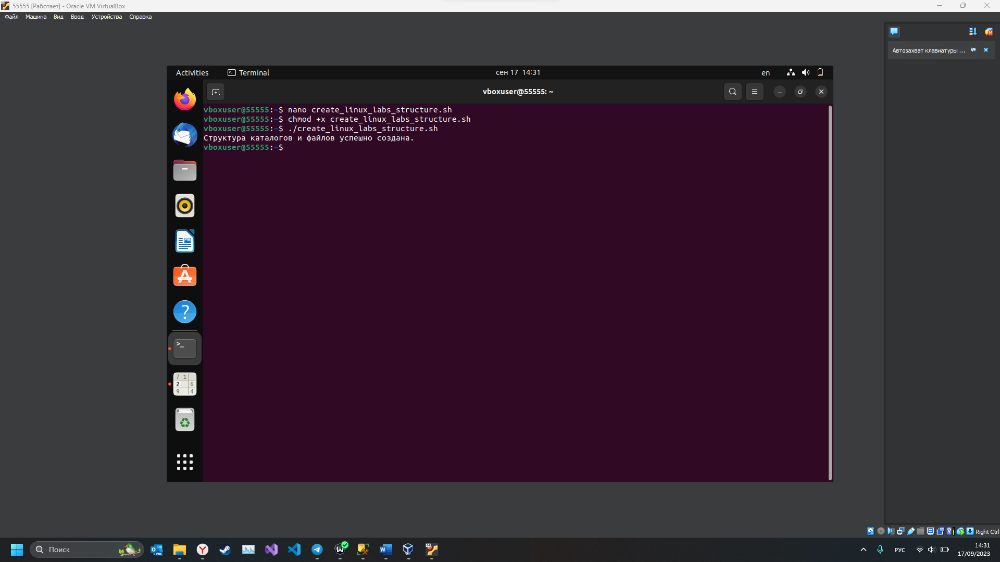 55555 [Работает] - Oracle VM VirtualBox
Файл Машина Вид Ввод Устройства Справка
Автозахват клавиатуры ...
Activities Terminal сен 17 14:31 en
vboxuser@55555: ~
vboxuser@55555:~$ nano create_linux_labs_structure.sh
vboxuser@55555:~$ chmod +x create_linux_labs_structure.sh
vboxuser@55555:~$ ./create_linux_labs_structure.sh
Структура каталогов и файлов успешно создана.
vboxuser@55555:~$
?
>_
7 1
2 6
9 4
Right Ctrl
Поиск
PRE
W
РУС
14:31
17/09/2023